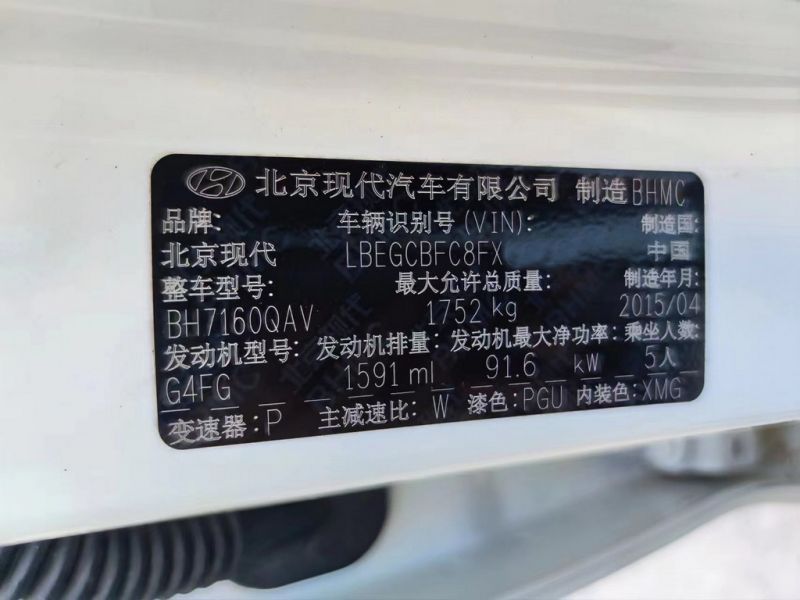 北京现代汽车有限公司 制造BHMC
品牌: 车辆识别号(VIN): 制造国:
北京现代 LBEGCBFC8FX 中国
整车型号: 最大允许总质量: 制造年月:
BH7160QAV 1752 kg 2015/04
发动机型号: 发动机排量: 发动机最大净功率: 乘坐人数:
G4FG 1591 ml 91.6 kW 5人
变速器: P 主减速比: W 漆色: PGU 内装色: XMG